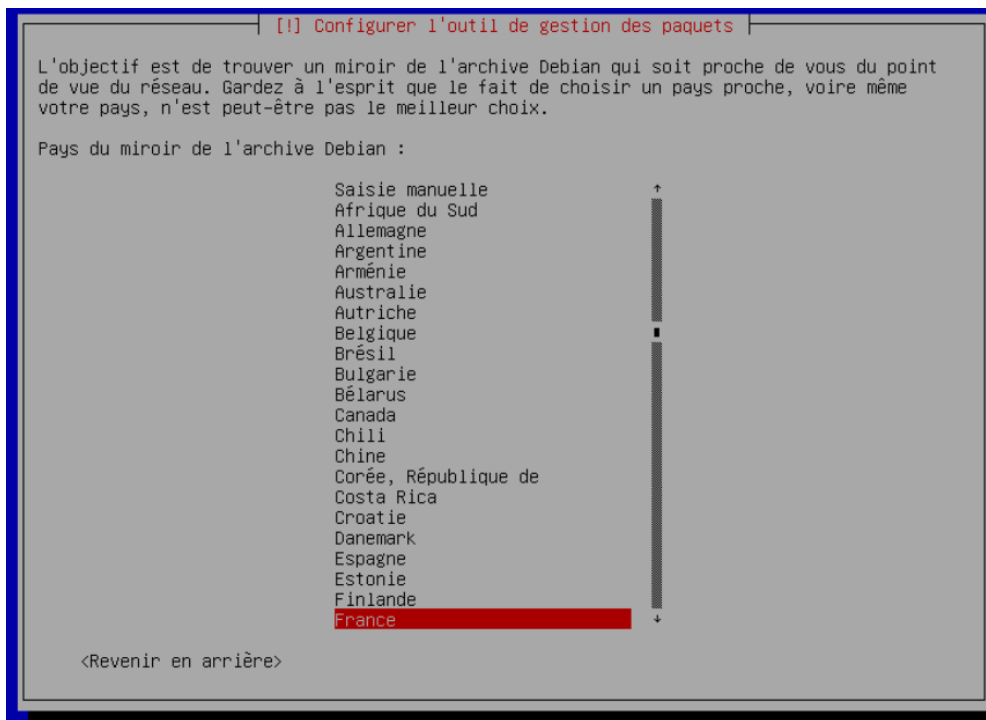 [!] Configurer l'outil de gestion des paquets
L'objectif est de trouver un miroir de l'archive Debian qui soit proche de vous du point
de vue du réseau. Gardez à l'esprit que le fait de choisir un pays proche, voire même
votre pays, n'est peut-être pas le meilleur choix.
Pays du miroir de l'archive Debian :
Saisie manuelle
Afrique du Sud
Allemagne
Argentine
Arménie
Australie
Autriche
Belgique
Brésil
Bulgarie
Bélarus
Canada
Chili
Chine
Corée, République de
Costa Rica
Croatie
Danemark
Espagne
Estonie
Finlande
France
<Revenir en arrière>